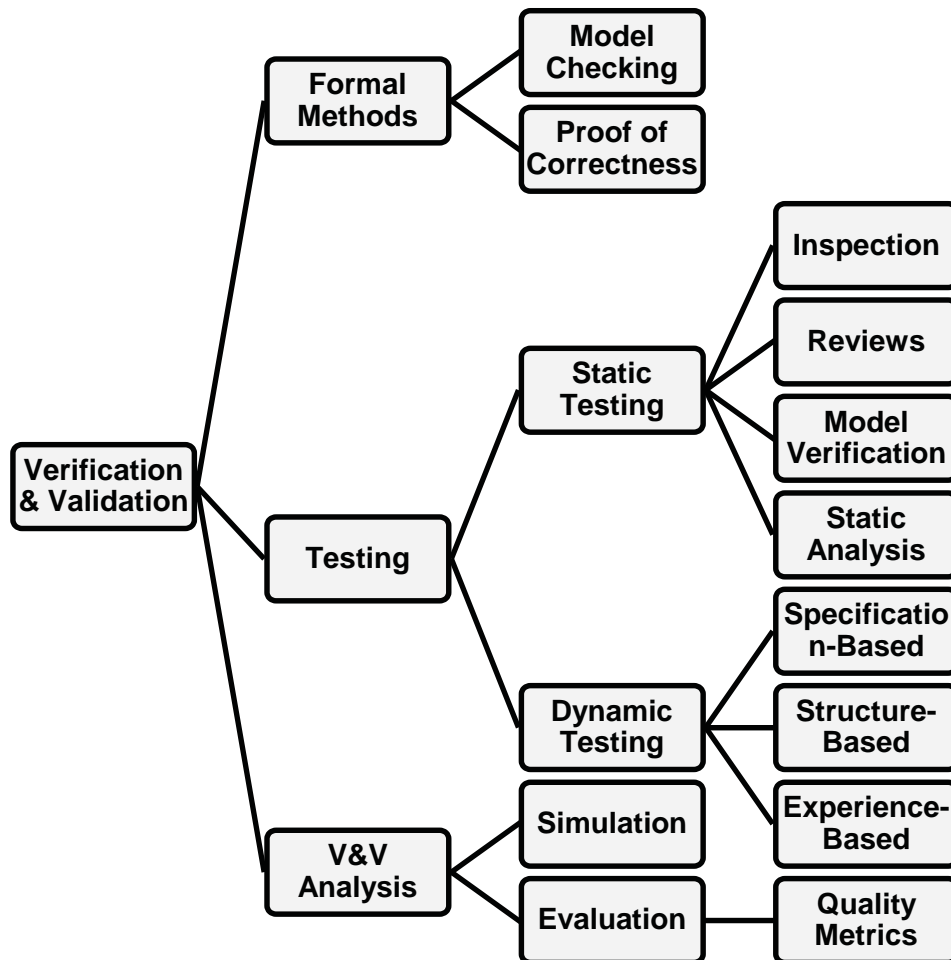 Model
Checking
Formal
Methods
Proof of
Correctness
Inspection
Reviews
Static
Testing
Model
Verification
Verification
& Validation
Static
Analysis
Testing
Specificatio
n-Based
Dynamic
Testing
Structure-
Based
Simulation
Experience-
Based
V&V
Analysis
Evaluation
Quality
Metrics